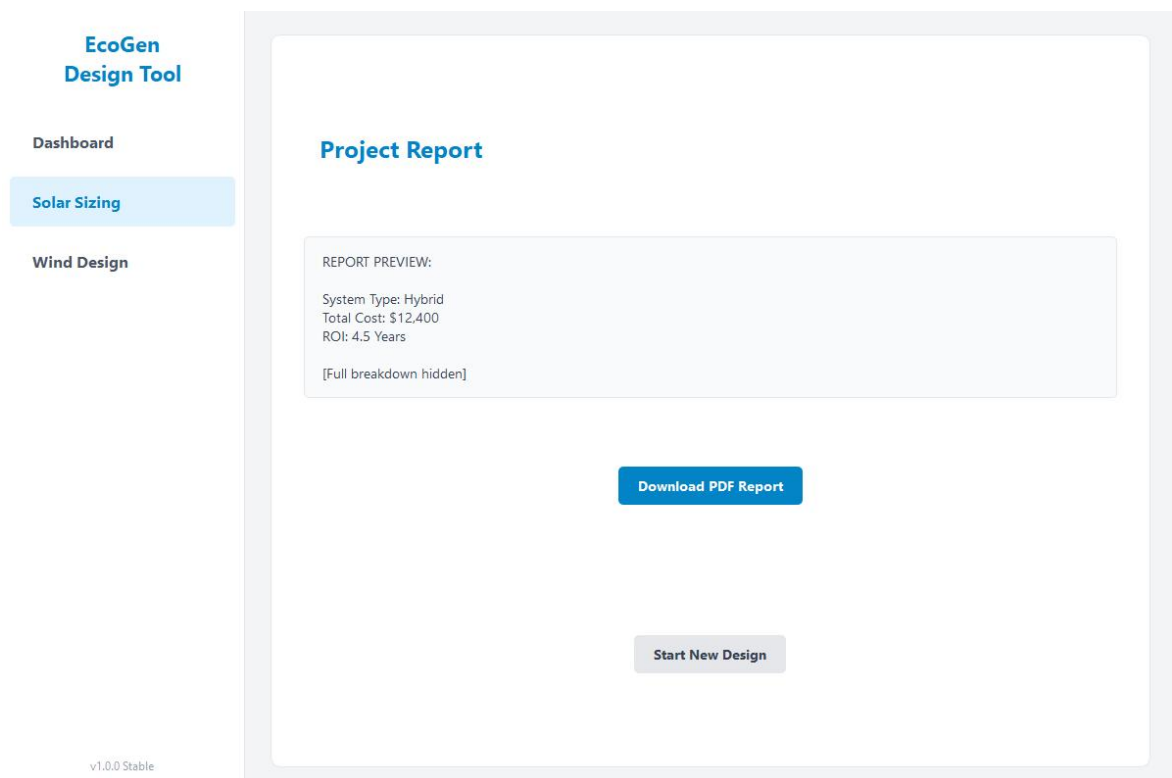 EcoGen
Design Tool
Dashboard
Solar Sizing
Wind Design
v1.0.0 Stable
Project Report
REPORT PREVIEW:
System Type: Hybrid
Total Cost: $12,400
ROI: 4.5 Years
[Full breakdown hidden]
Download PDF Report
Start New Design